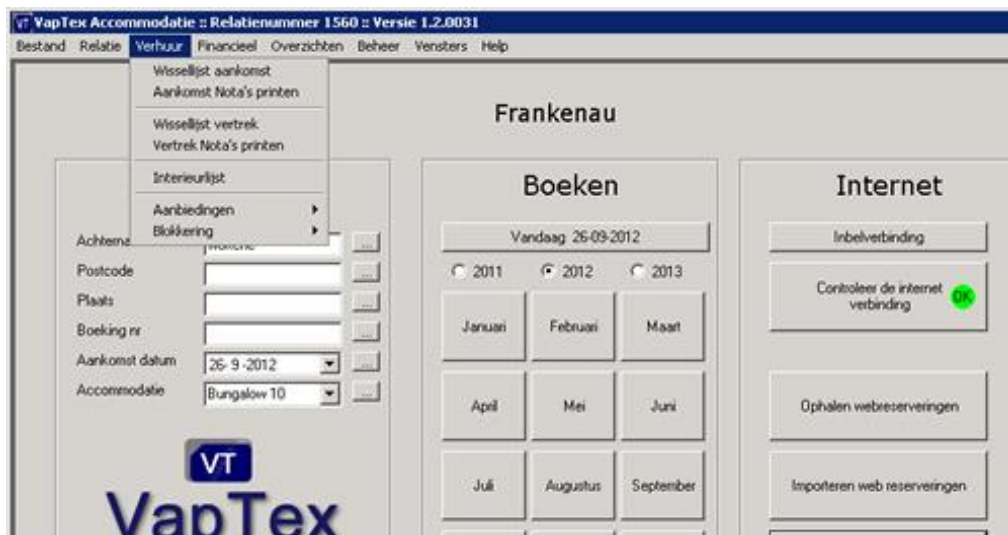 VT VapTex Accommodatie :: Relatienummer 1560 :: Versie 1.2.0031
Bestand Relatie Verhuur Financieel Overzichten Beheer Vensters Help
Wissellijst aankomst
Aankomst Nota's printen
Wissellijst vertrek
Vertrek Nota's printen
Interieurlijst
Aanbiedingen
Blokkering
Frankenau
Achterna
...
Postcode
...
Plaats
...
Boeking nr
...
Aankomst datum 26- 9 -2012 ...
Accommodatie Bungalow 10 ...
VT
VapTex
Boeken
Vandaag 26-09-2012
2011 2012 2013
Januari Februari Maart
April Mei Juni
Juli Augustus September
Internet
Inbelverbinding
Controleer de internet
verbinding
OK
Ophalen webreserveringen
Importeren web reserveringen